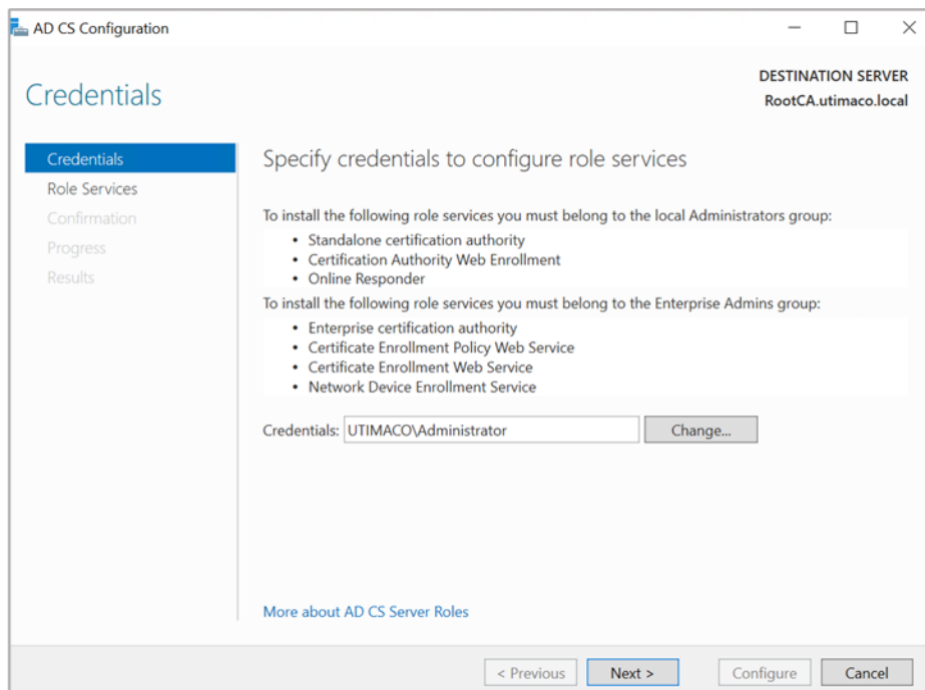 AD CS Configuration
Credentials
DESTINATION SERVER
RootCA.utimaco.local
Credentials
Role Services
Confirmation
Progress
Results
Specify credentials to configure role services
To install the following role services you must belong to the local Administrators group:
• Standalone certification authority
• Certification Authority Web Enrollment
• Online Responder
To install the following role services you must belong to the Enterprise Admins group:
• Enterprise certification authority
• Certificate Enrollment Policy Web Service
• Certificate Enrollment Web Service
• Network Device Enrollment Service
Credentials: UTIMACO\Administrator Change...
More about AD CS Server Roles
< Previous Next > Configure Cancel